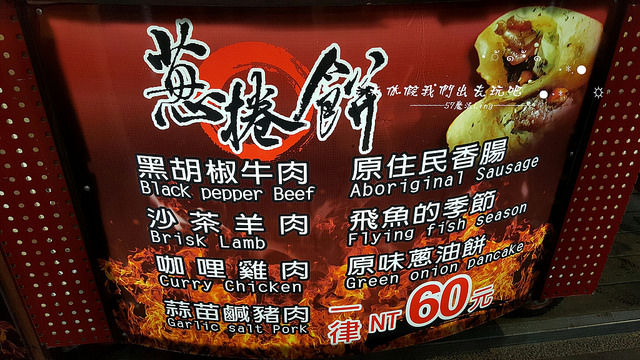 蔥捲餅
黑胡椒牛肉
Black pepper Beef
沙茶羊肉
Brisk Lamb
咖哩雞肉
Curry Chicken
蒜苗鹹豬肉
Garlic salt Pork
原住民香腸
Aboriginal Sausage
飛魚的季節
Flying fish season
原味蔥油餅
Green onion pancake
一律 NT 60元